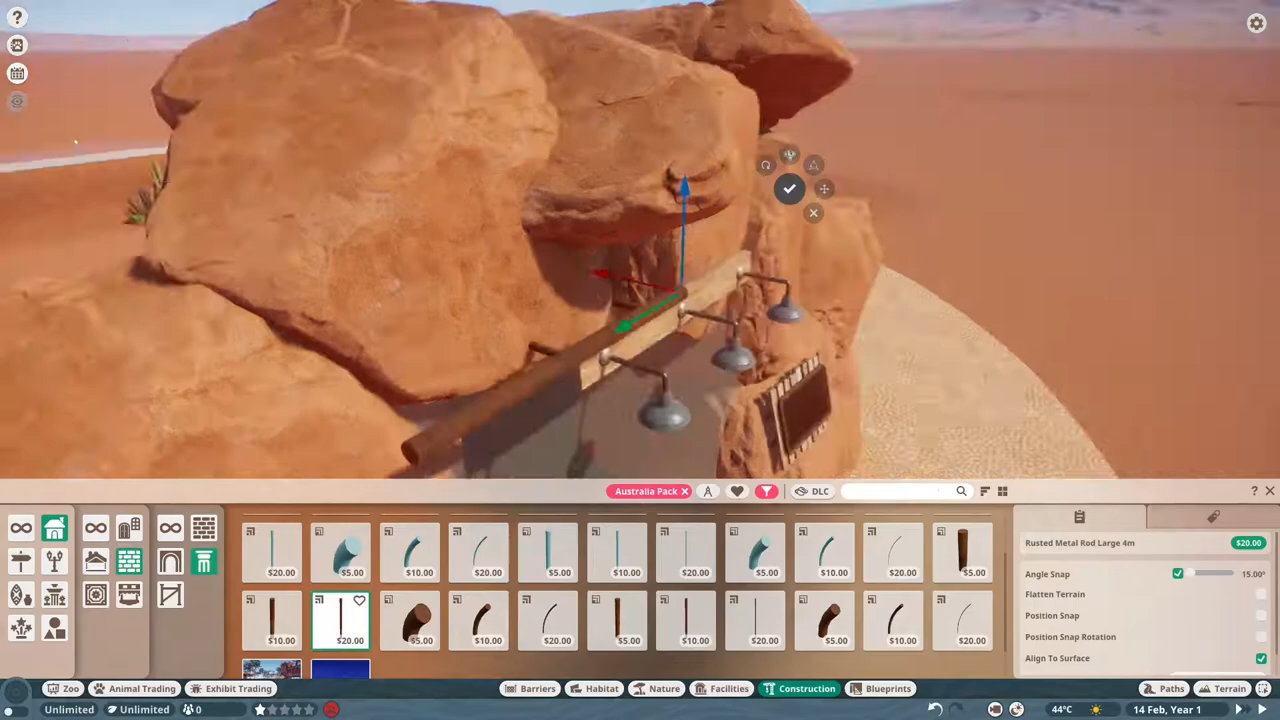 ?
Australia Pack ×
DLC
? ×
$20.00 $5.00 $10.00 $20.00 $5.00 $10.00 $20.00 $5.00 $10.00 $20.00 $5.00
$10.00 $20.00 $5.00 $10.00 $20.00 $5.00 $10.00 $20.00 $5.00 $10.00 $20.00
Rusted Metal Rod Large 4m $20.00
Angle Snap 15.00°
Flatten Terrain
Position Snap
Position Snap Rotation
Align To Surface
Zoo Animal Trading Exhibit Trading Barriers Habitat Nature Facilities Construction Blueprints Paths Terrain
Unlimited Unlimited 0 44°C 14 Feb, Year 1